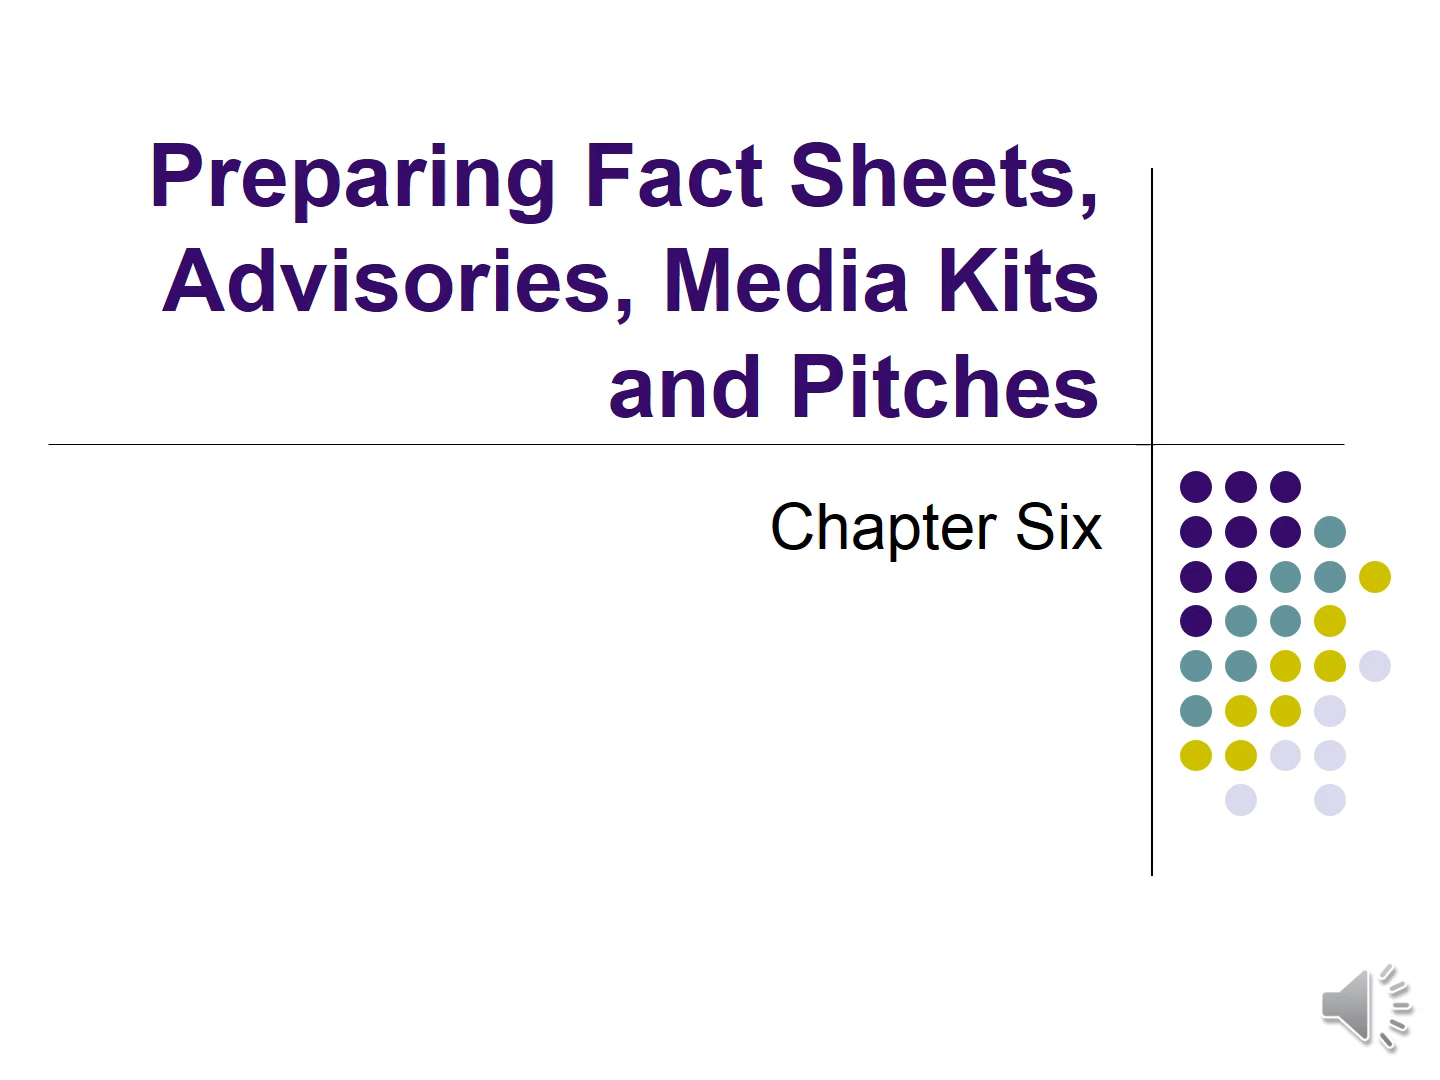 Preparing Fact Sheets,
Advisories, Media Kits
and Pitches
Chapter Six